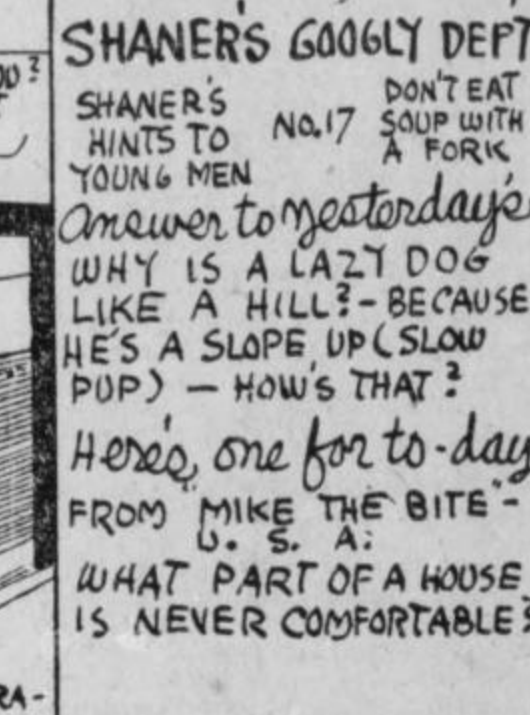 SHANER'S GOOGLY DEPT
SHANER'S
HINTS TO
YOUNG MEN
No.17
DON'T EAT
SOUP WITH
A FORK
Answer to Yesterday's
WHY IS A LAZY DOG
LIKE A HILL?-BECAUSE
HE'S A SLOPE UP (SLOW
PUP) — HOW'S THAT?
Here's one for to-day
FROM "MIKE THE BITE"-
U. S. A:
WHAT PART OF A HOUSE
IS NEVER COMFORTABLE?
RA-